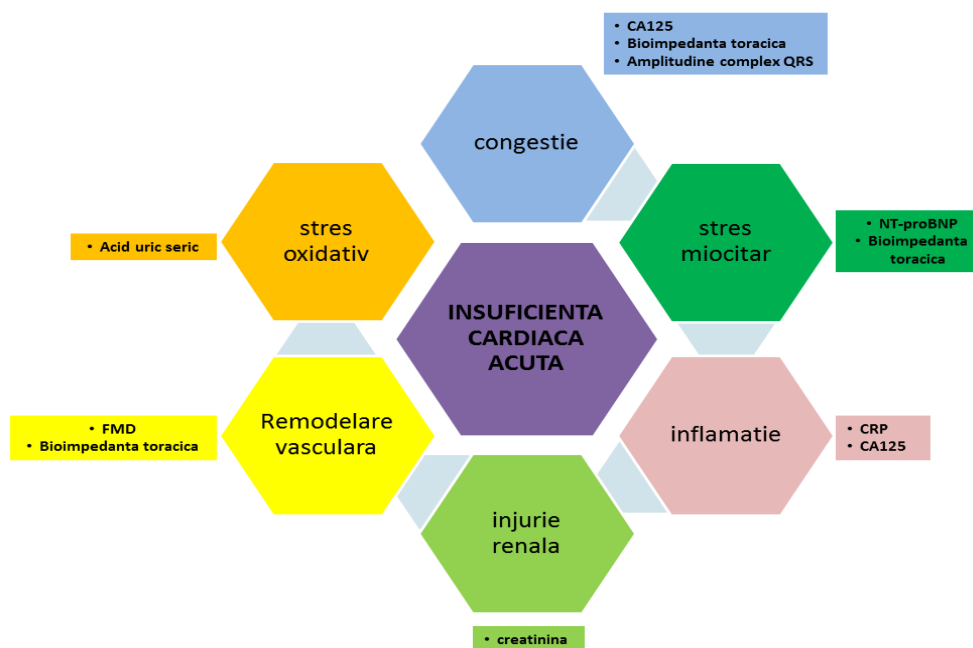 • CA125
• Bioimpedanta toracica
• Amplitudine complex QRS
congestie
stres
oxidativ
• Acid uric seric
stres
miocitar
• NT-proBNP
• Bioimpedanta
toracica
INSUFICIENTA
CARDIACA
ACUTA
Remodelare
vasculara
• FMD
• Bioimpedanta toracica
inflamatie
• CRP
• CA125
injurie
renala
• creatinina